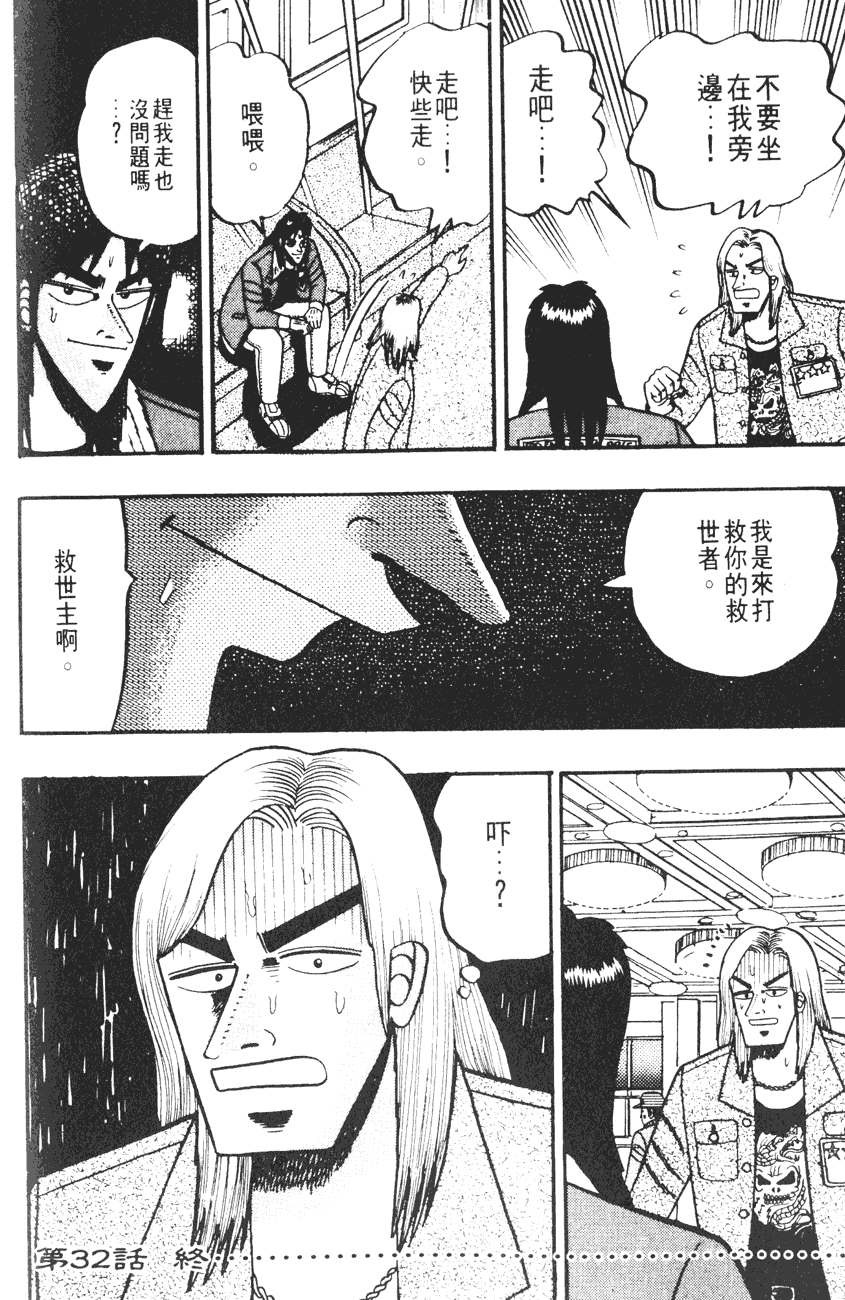 不要坐
在我旁
邊…！
走吧…！
走吧…！
快些走。
喂喂。
趕我走也
沒問題嗎
…？
我是來打
救你的救
世者。
救世主啊。
吓…？
第32話 終